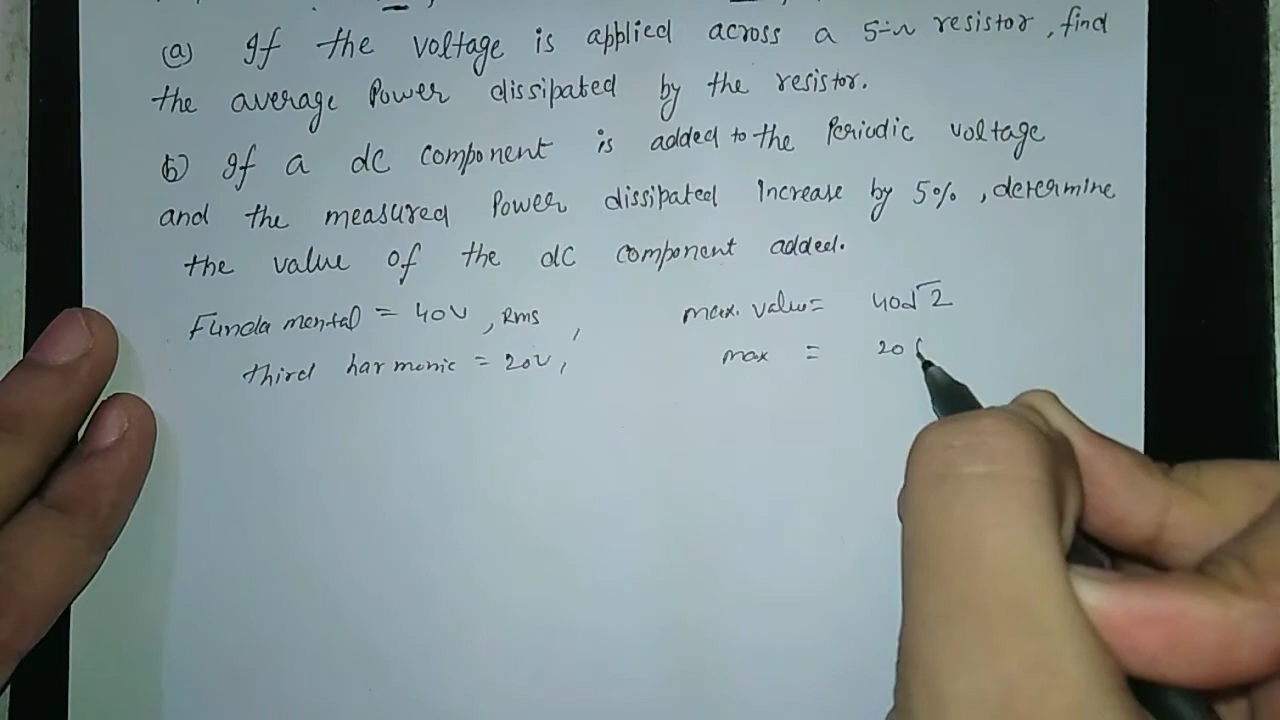 (a) If the voltage is applied across a 5-Ω resistor, find
the average Power dissipated by the resistor.
(b) If a dc component is added to the Periodic voltage
and the measured Power dissipated Increase by 5%, determine
the value of the dc component added.
Fundamental = 40V, Rms, max. value = 40√2
third harmonic = 20V, max = 20